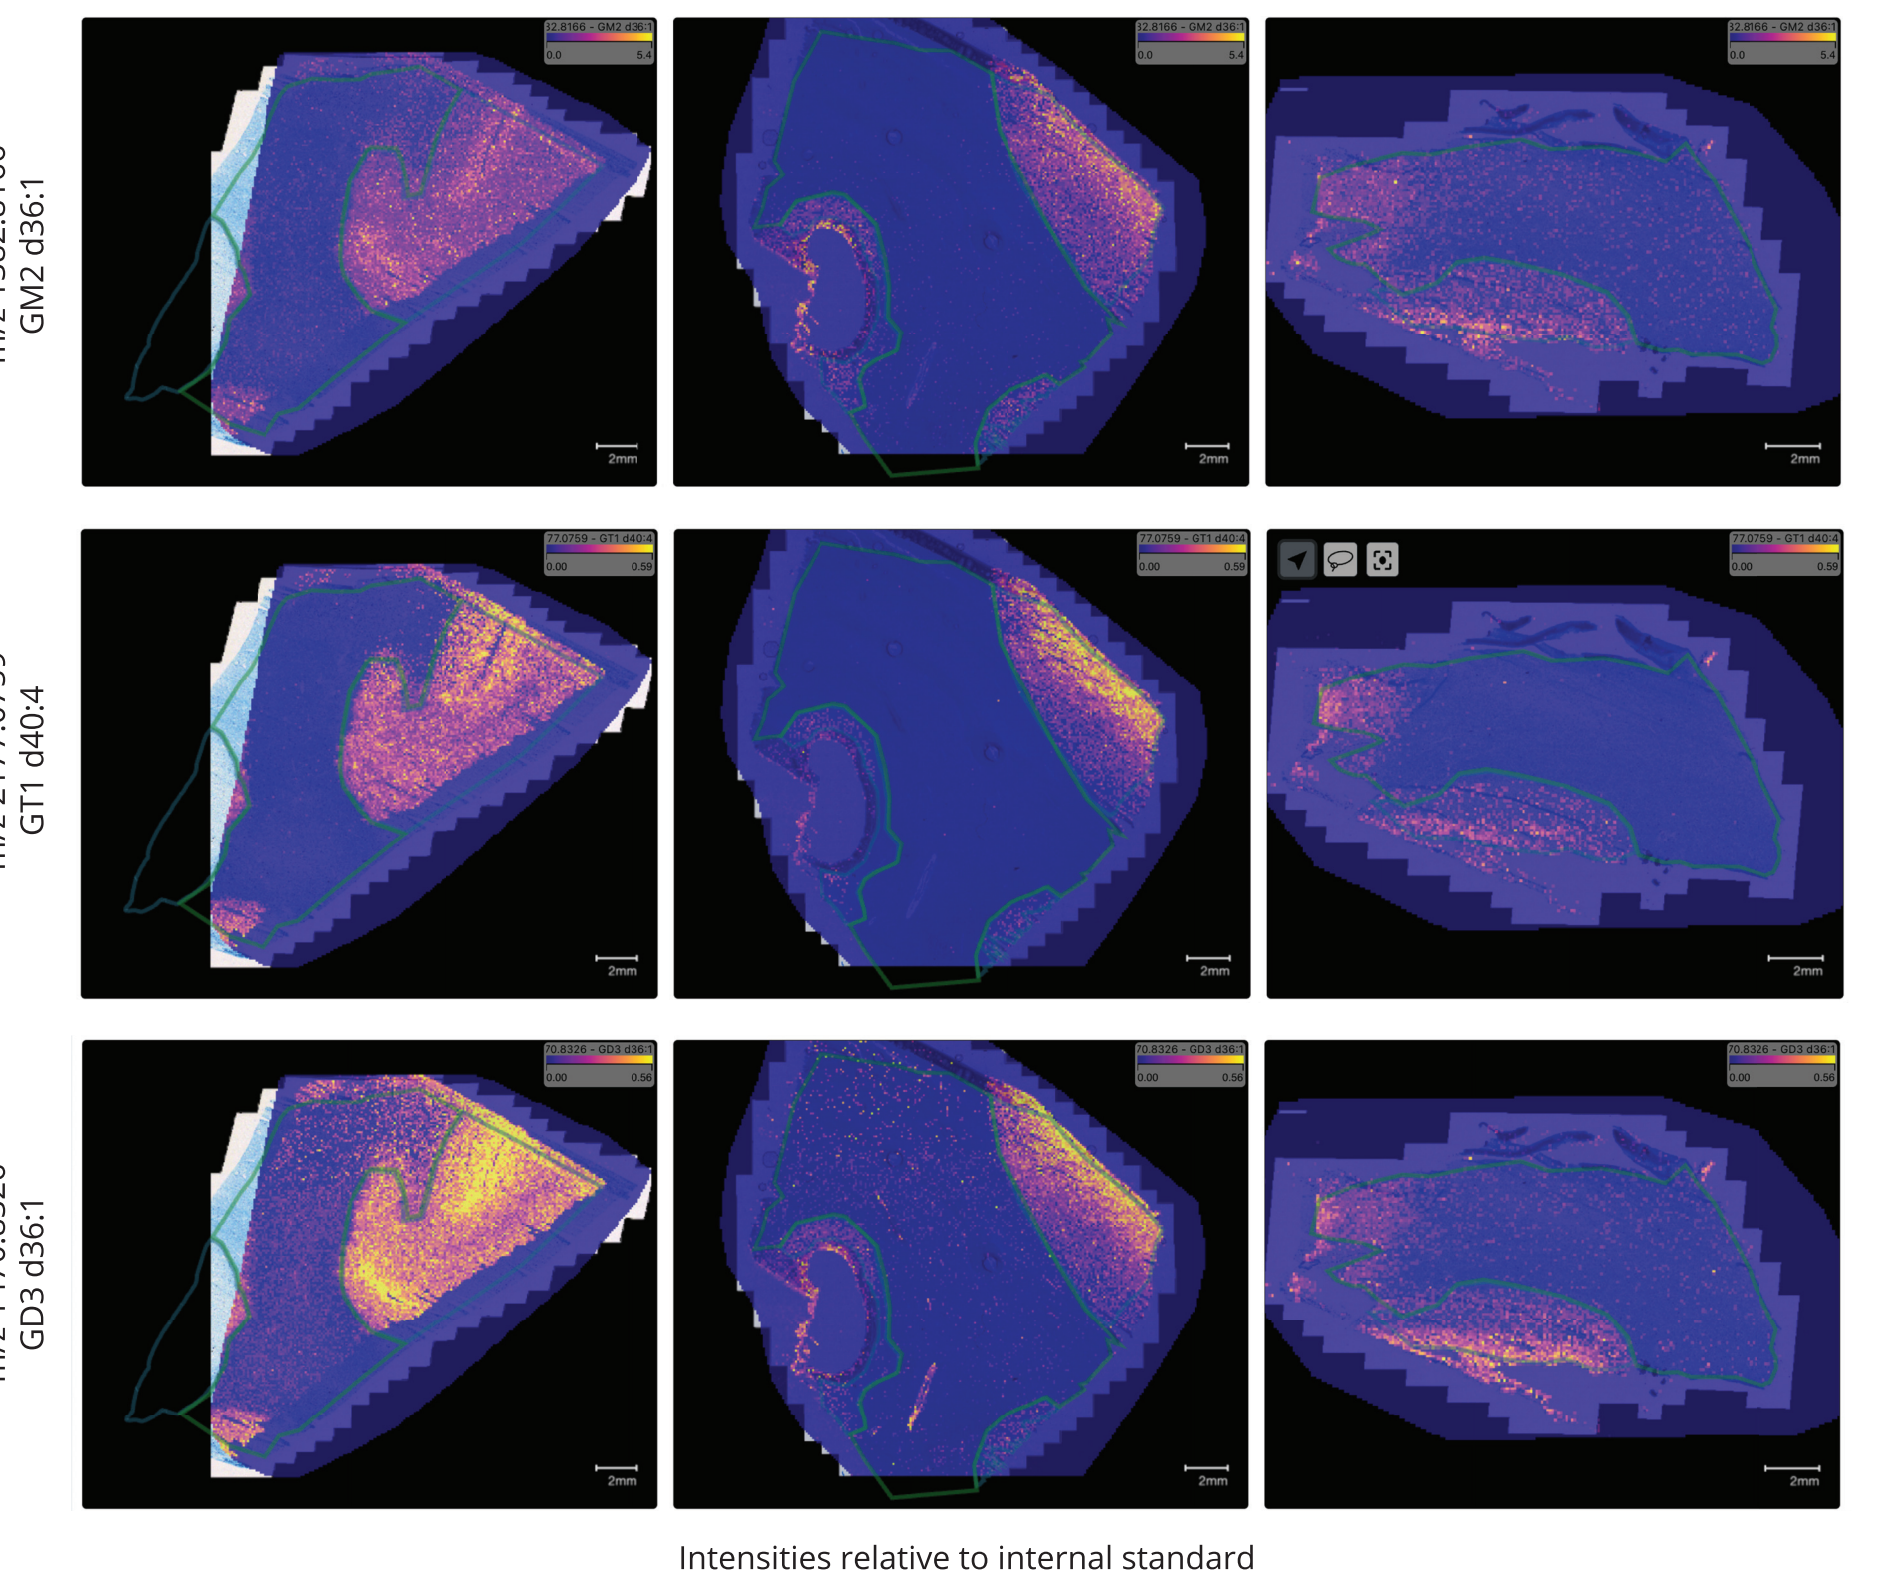 32.8166 - GM2 d36:1
0.0 5.4
2mm
32.8166 - GM2 d36:1
0.0 5.4
2mm
32.8166 - GM2 d36:1
0.0 5.4
2mm
GM2 d36:1
77.0759 - GT1 d40:4
0.00 0.59
2mm
77.0759 - GT1 d40:4
0.00 0.59
2mm
77.0759 - GT1 d40:4
0.00 0.59
2mm
GT1 d40:4
70.8326 - GD3 d36:1
0.00 0.56
2mm
70.8326 - GD3 d36:1
0.00 0.56
2mm
70.8326 - GD3 d36:1
0.00 0.56
2mm
GD3 d36:1
Intensities relative to internal standard